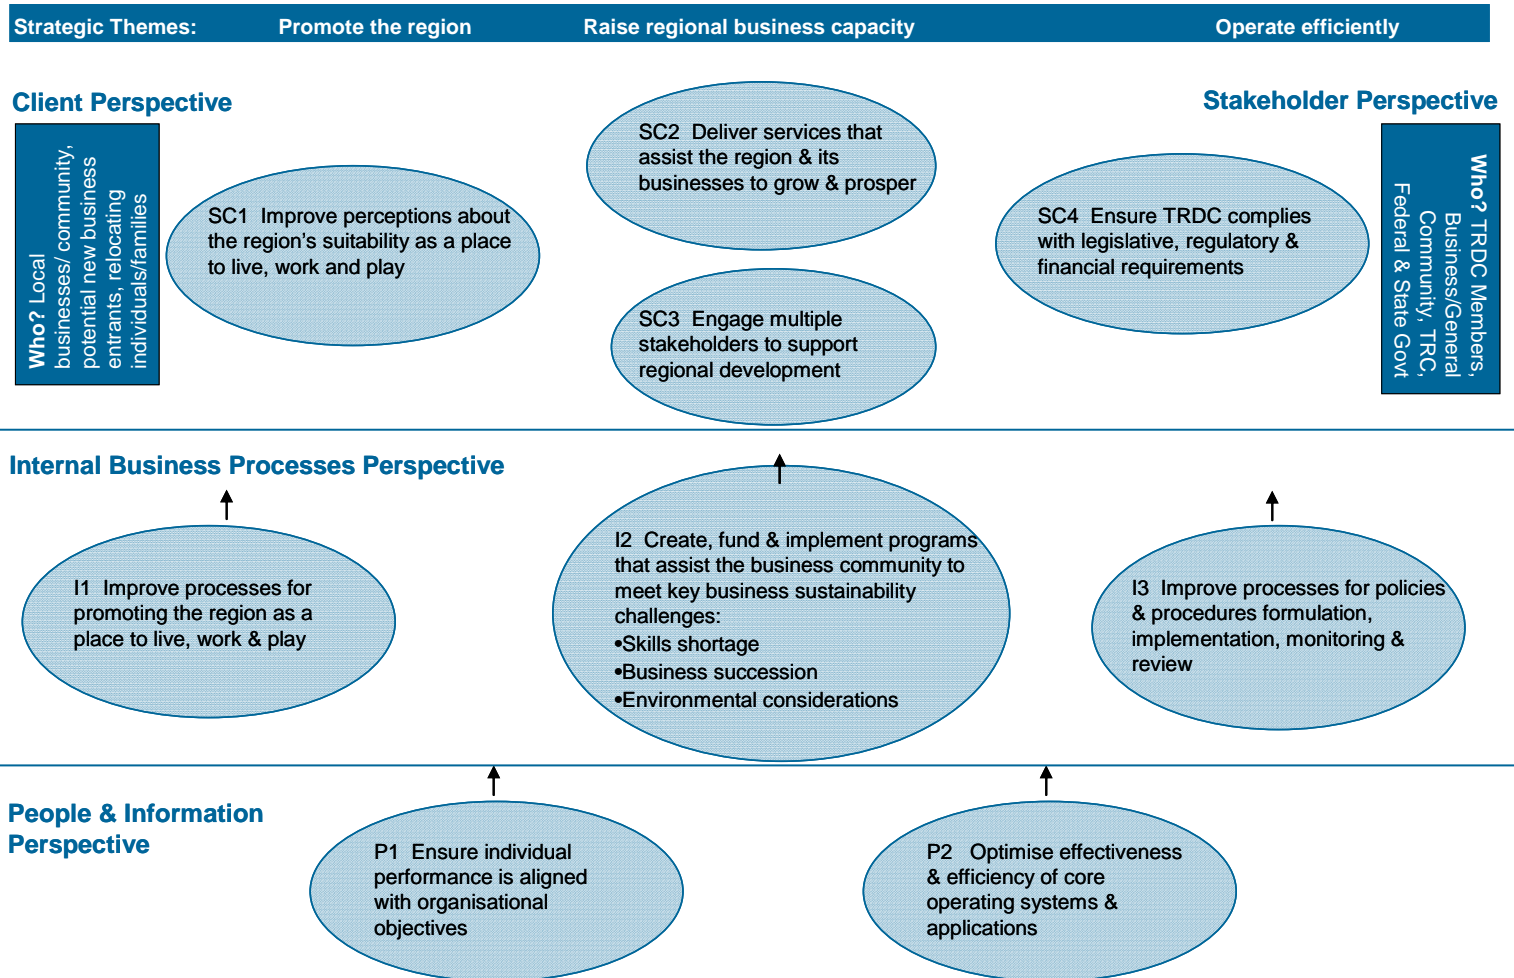 Strategic Themes: Promote the region Raise regional business capacity Operate efficiently
Client Perspective
Stakeholder Perspective
Who? Local
businesses/ community,
potential new business
entrants, relocating
individuals/families
SC1 Improve perceptions about
the region's suitability as a place
to live, work and play
SC2 Deliver services that
assist the region & its
businesses to grow & prosper
SC3 Engage multiple
stakeholders to support
regional development
SC4 Ensure TRDC complies
with legislative, regulatory &
financial requirements
Who? TRDC Members,
Business/General
Community, TRC,
Federal & State Govt
Internal Business Processes Perspective
I1 Improve processes for
promoting the region as a
place to live, work & play
I2 Create, fund & implement programs
that assist the business community to
meet key business sustainability
challenges:
•Skills shortage
•Business succession
•Environmental considerations
I3 Improve processes for policies
& procedures formulation,
implementation, monitoring &
review
People & Information
Perspective
P1 Ensure individual
performance is aligned
with organisational
objectives
P2 Optimise effectiveness
& efficiency of core
operating systems &
applications